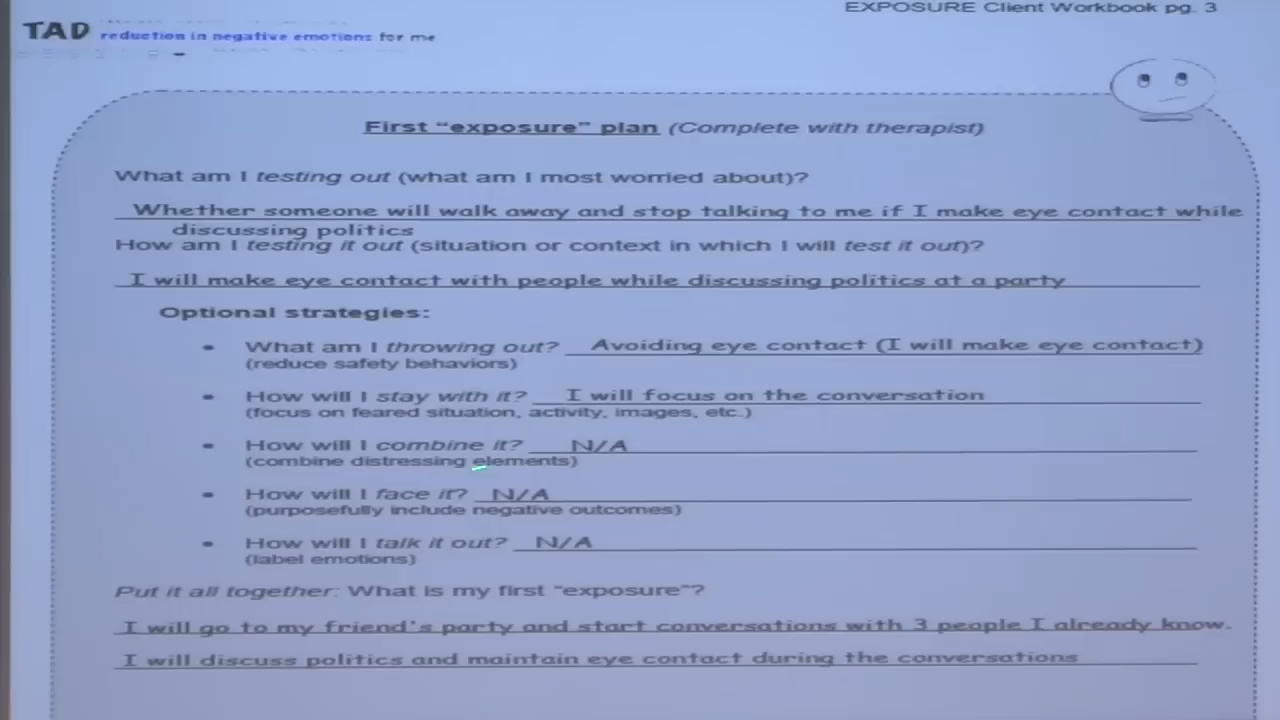 EXPOSURE Client Workbook pg. 3
TAD reduction in negative emotions for me
First "exposure" plan (Complete with therapist)
What am I testing out (what am I most worried about)?
Whether someone will walk away and stop talking to me if I make eye contact while
discussing politics
How am I testing it out (situation or context in which I will test it out)?
I will make eye contact with people while discussing politics at a party
Optional strategies:
• What am I throwing out? Avoiding eye contact (I will make eye contact)
(reduce safety behaviors)
• How will I stay with it? I will focus on the conversation
(focus on feared situation, activity, images, etc.)
• How will I combine it? N/A
(combine distressing elements)
• How will I face it? N/A
(purposefully include negative outcomes)
• How will I talk it out? N/A
(label emotions)
Put it all together: What is my first "exposure"?
I will go to my friend's party and start conversations with 3 people I already know.
I will discuss politics and maintain eye contact during the conversations